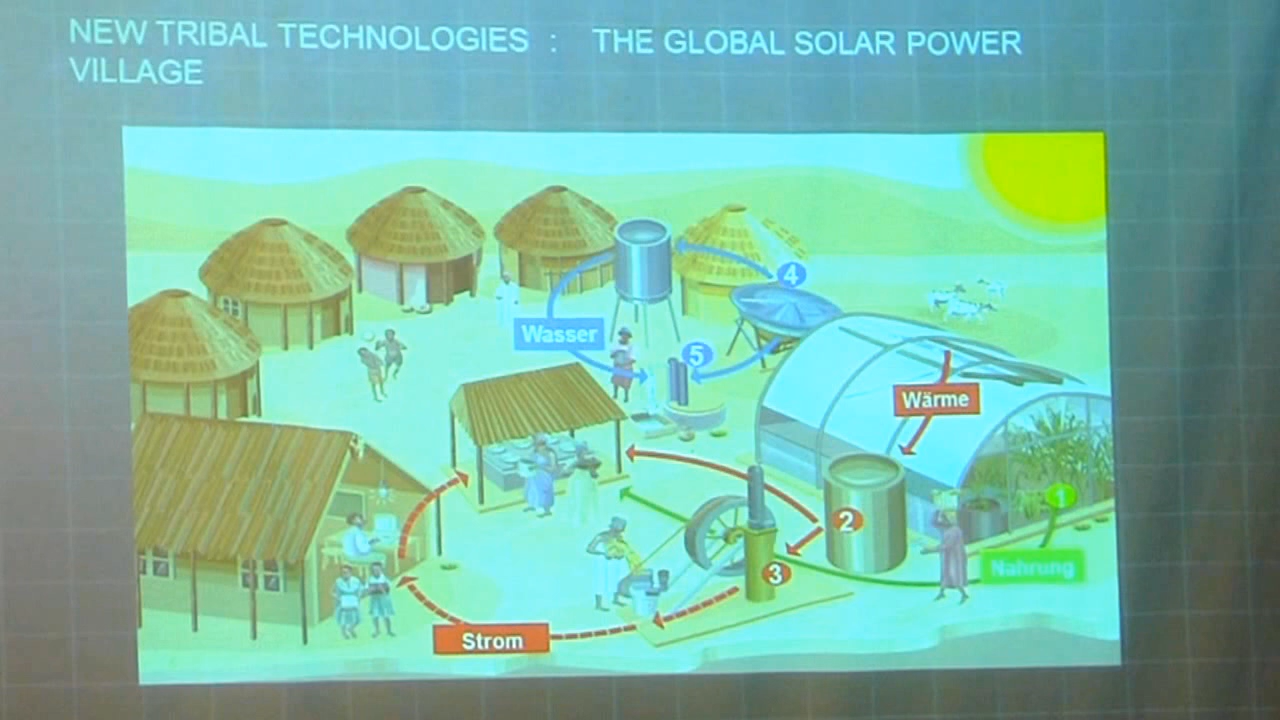 NEW TRIBAL TECHNOLOGIES : THE GLOBAL SOLAR POWER
VILLAGE
4
Wasser
5
Wärme
1
2
Nahrung
3
Strom